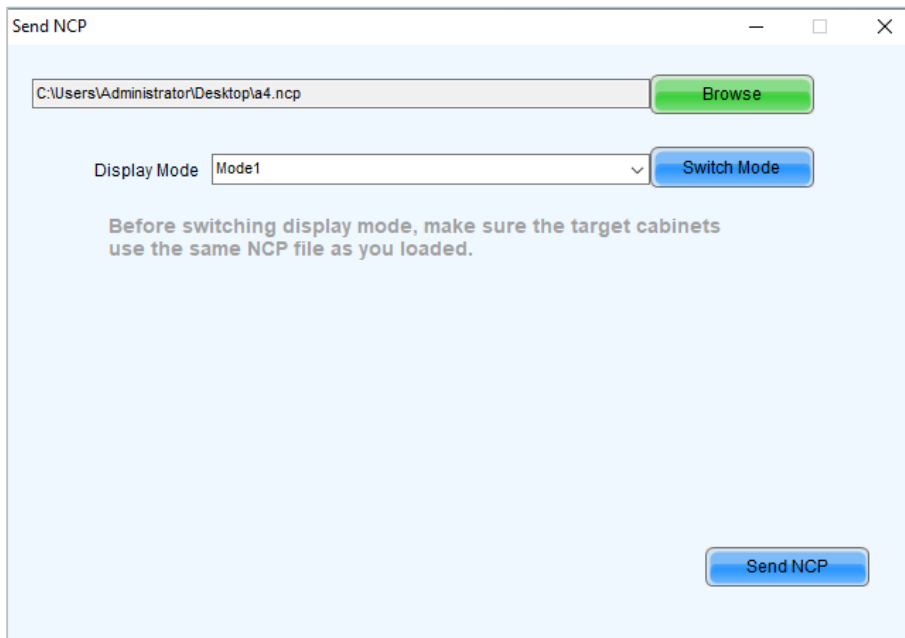 Send NCP
C:\Users\Administrator\Desktop\a4.ncp
Browse
Display Mode
Mode1
Switch Mode
Before switching display mode, make sure the target cabinets
use the same NCP file as you loaded.
Send NCP